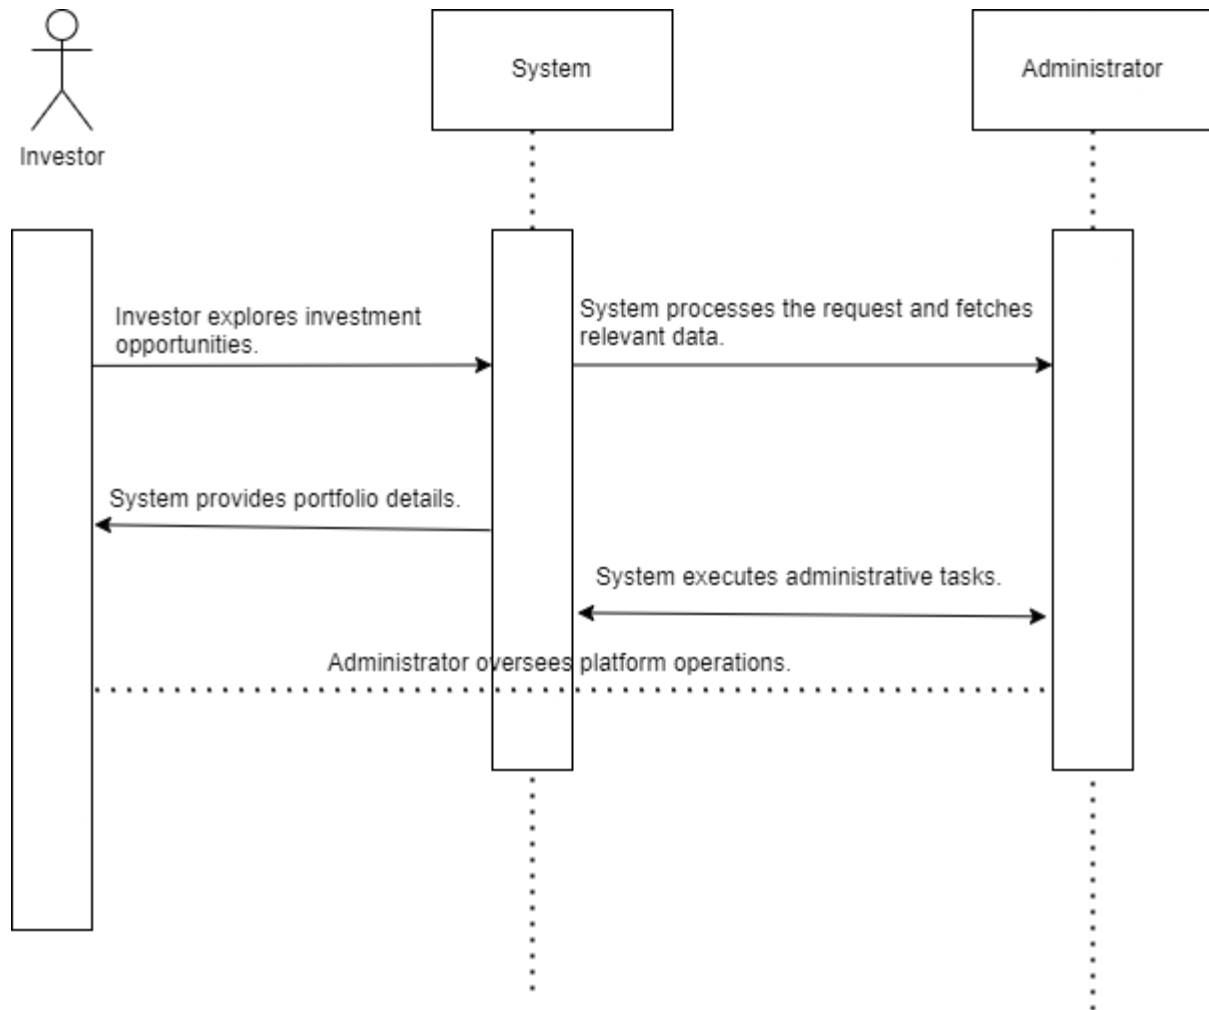 Investor
System
Administrator
Investor explores investment
opportunities.
System processes the request and fetches
relevant data.
System provides portfolio details.
System executes administrative tasks.
Administrator oversees platform operations.